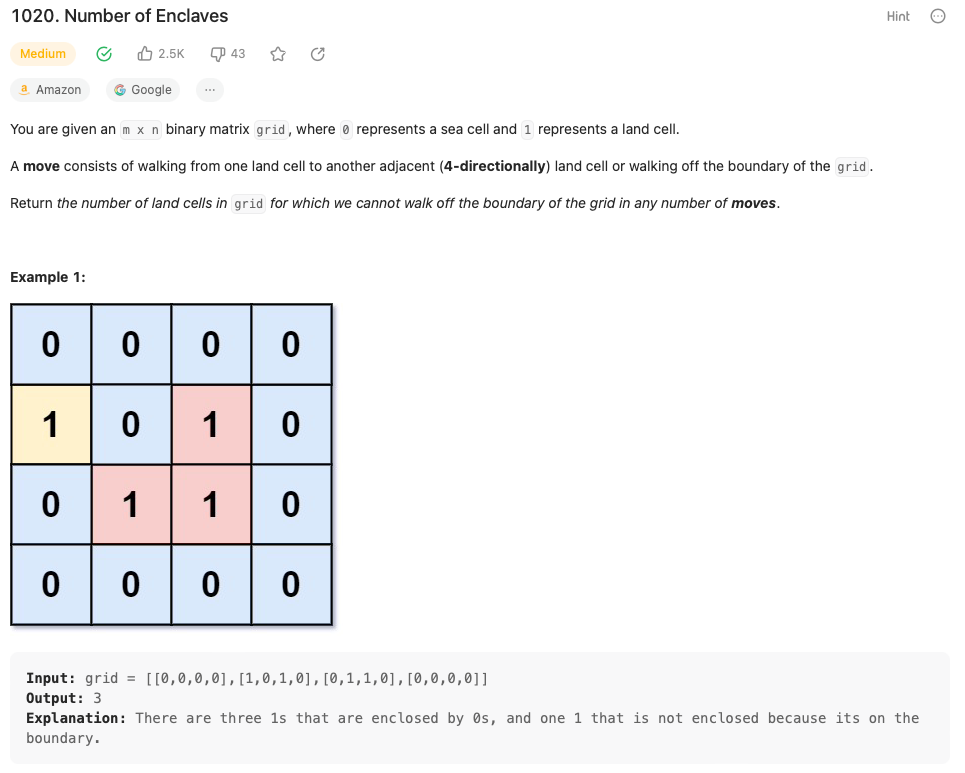 1020. Number of Enclaves
Hint
Medium
2.5K
43
Amazon
Google
You are given an m x n binary matrix grid, where 0 represents a sea cell and 1 represents a land cell.
A move consists of walking from one land cell to another adjacent (4-directionally) land cell or walking off the boundary of the grid.
Return the number of land cells in grid for which we cannot walk off the boundary of the grid in any number of moves.
Example 1:
0 0 0 0
1 0 1 0
0 1 1 0
0 0 0 0
Input: grid = [[0,0,0,0],[1,0,1,0],[0,1,1,0],[0,0,0,0]]
Output: 3
Explanation: There are three 1s that are enclosed by 0s, and one 1 that is not enclosed because its on the
boundary.